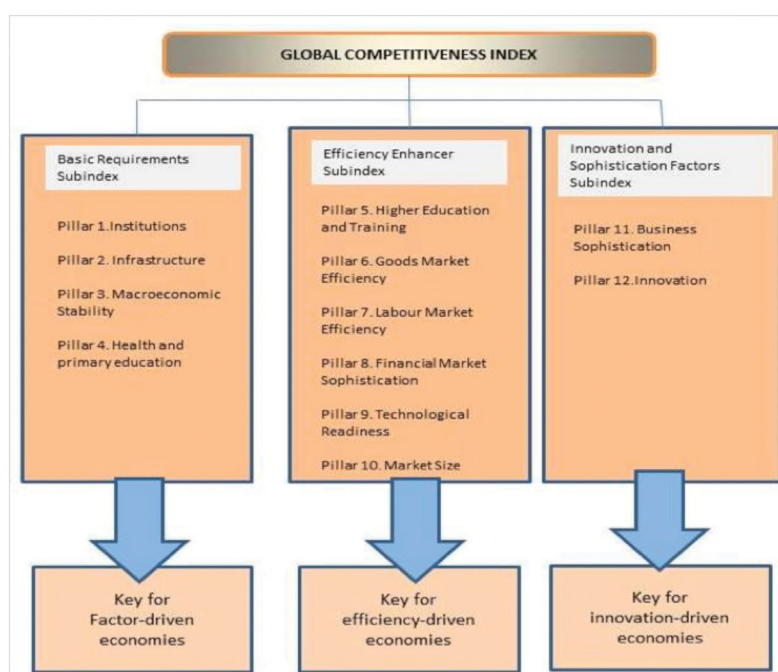 GLOBAL COMPETITIVENESS INDEX
Basic Requirements
Subindex
Pillar 1.Institutions
Pillar 2. Infrastructure
Pillar 3. Macroeconomic
Stability
Pillar 4. Health and
primary education
Efficiency Enhancer
Subindex
Pillar 5. Higher Education
and Training
Pillar 6. Goods Market
Efficiency
Pillar 7. Labour Market
Efficiency
Pillar 8. Financial Market
Sophistication
Pillar 9. Technological
Readiness
Pillar 10. Market Size
Innovation and
Sophistication Factors
Subindex
Pillar 11. Business
Sophistication
Pillar 12.Innovation
Key for
Factor-driven
economies
Key for
efficiency-driven
economies
Key for
innovation-driven
economies